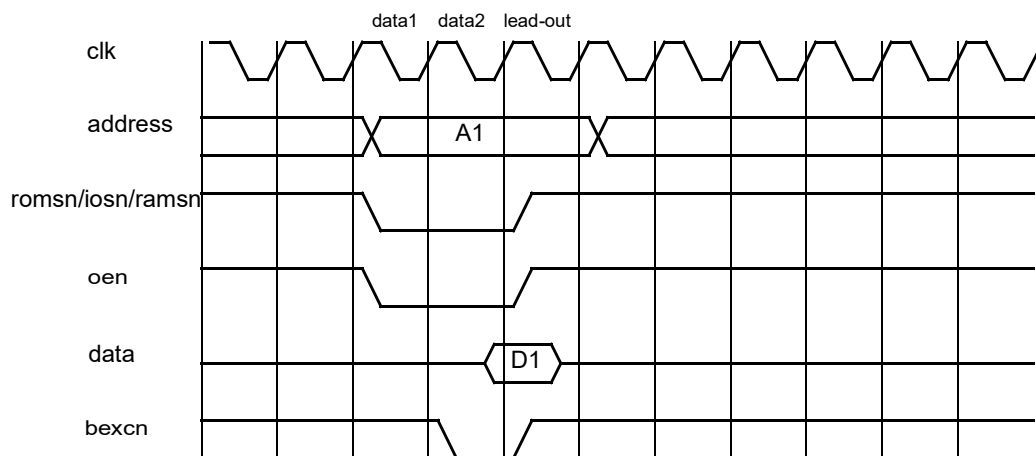 data1 data2 lead-out
clk
address
A1
romsn/iosn/ramsn
oen
data
D1
bexcn